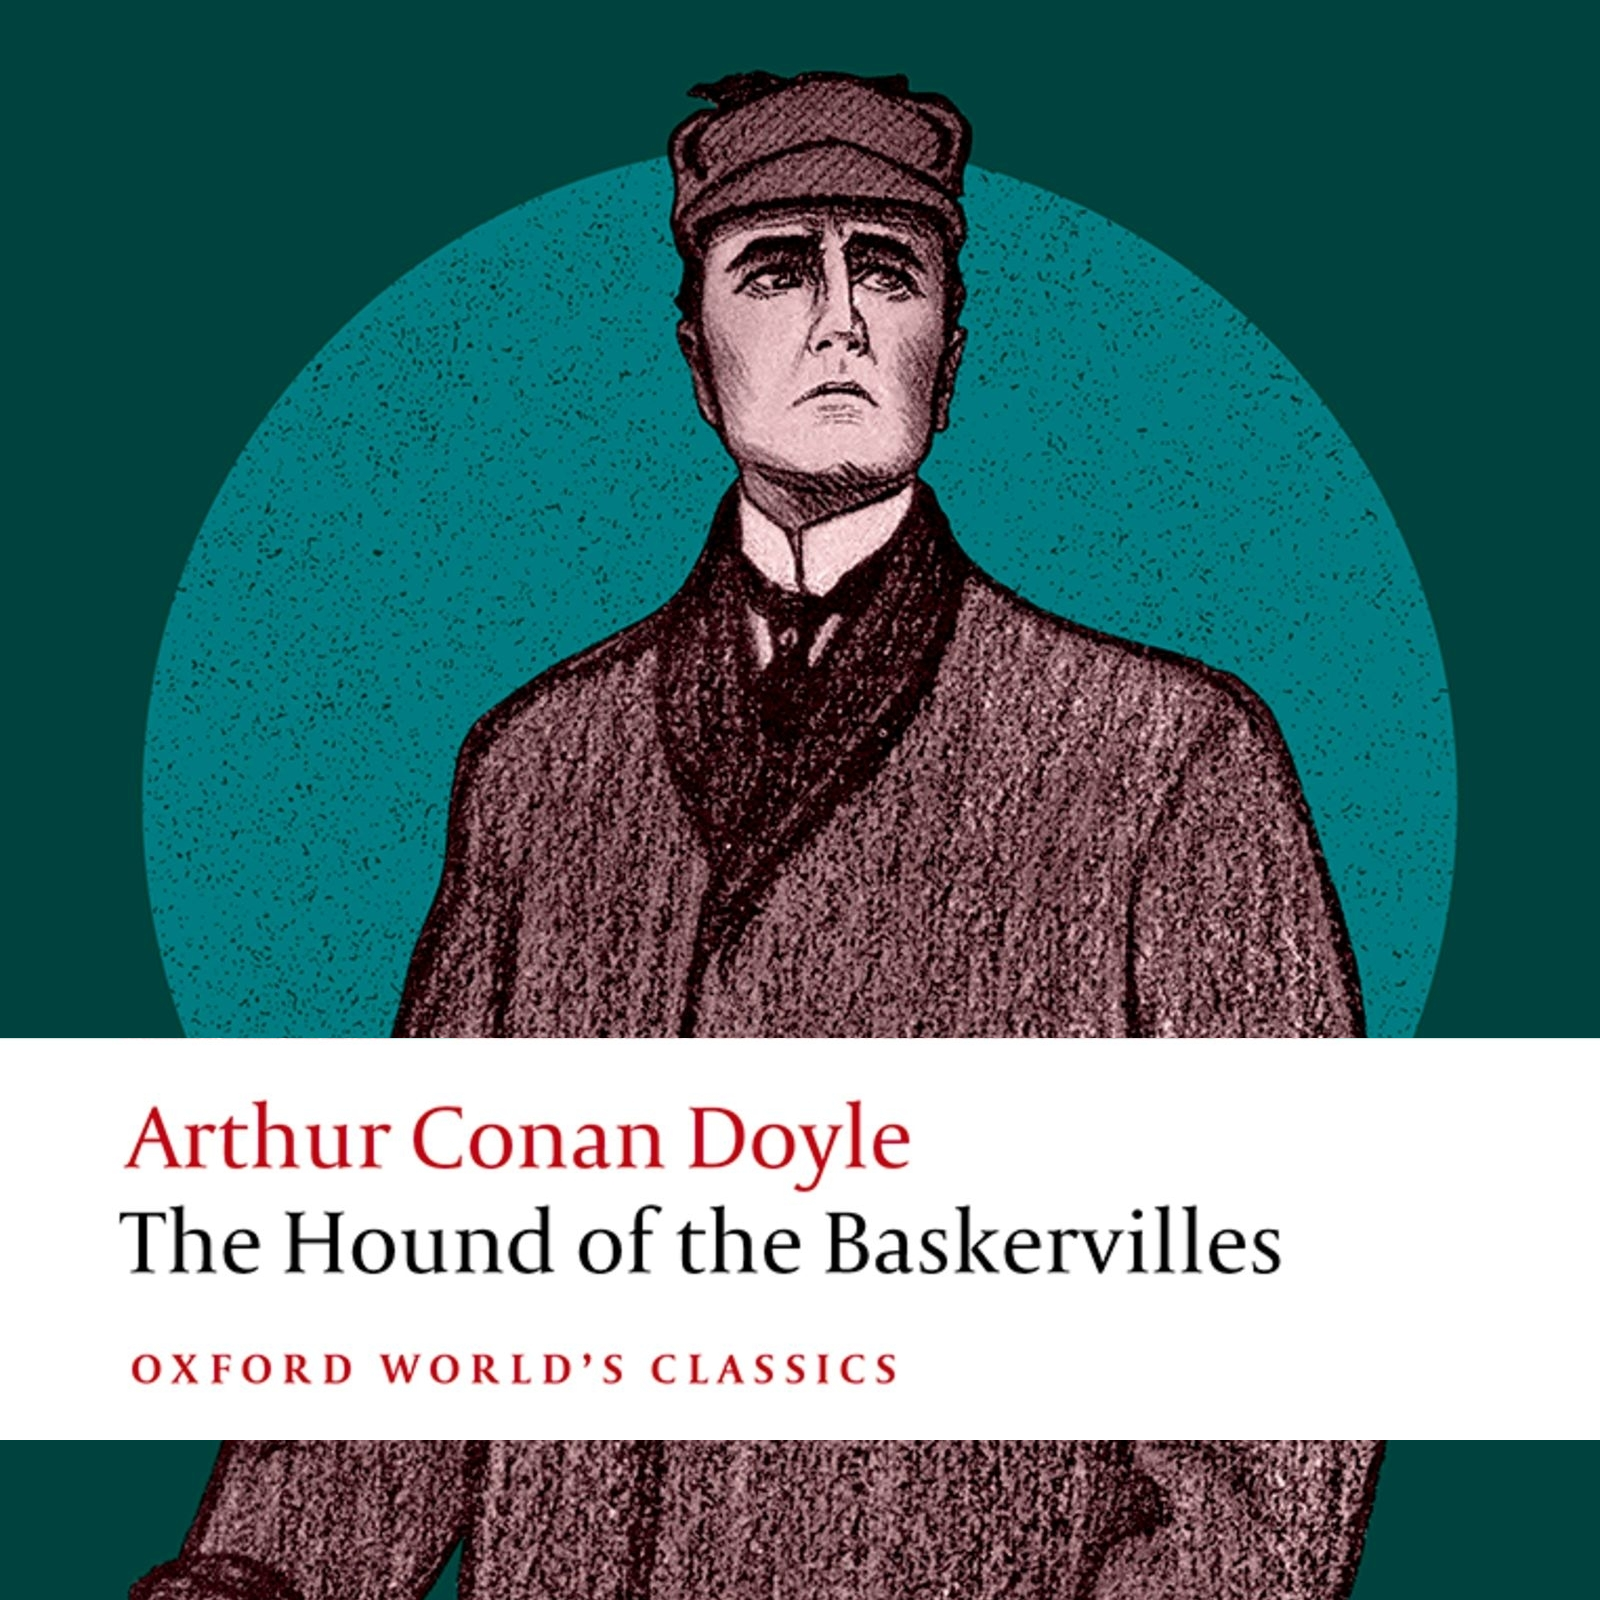 Arthur Conan Doyle
The Hound of the Baskervilles
OXFORD WORLD’S CLASSICS